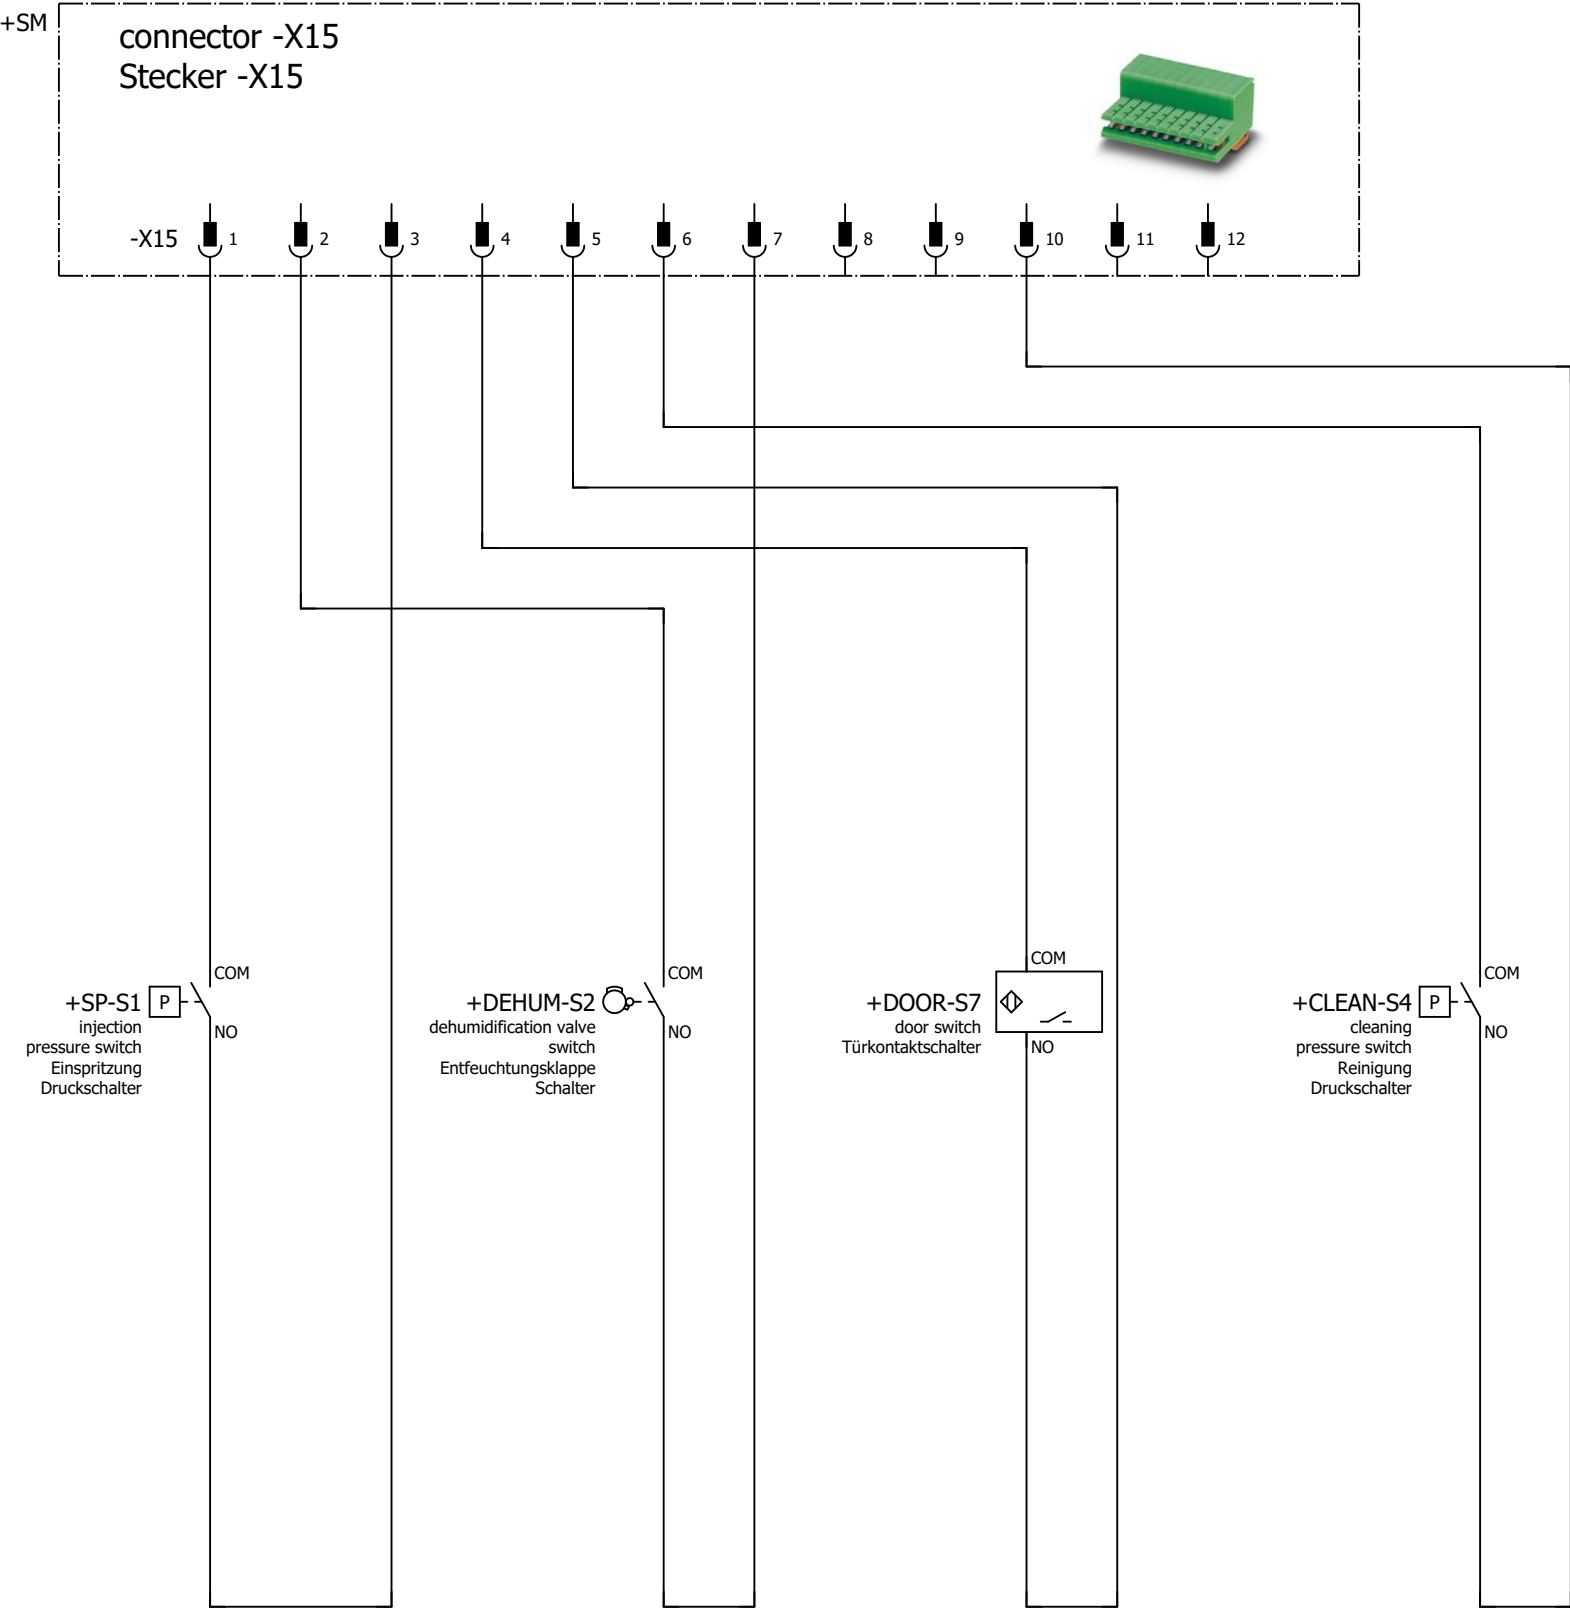 +SM
connector -X15
Stecker -X15
-X15 1 2 3 4 5 6 7 8 9 10 11 12
COM
+SP-S1 P
injection
pressure switch
Einspritzung
Druckschalter
NO
COM
+DEHUM-S2
dehumidification valve
switch
Entfeuchtungsklappe
Schalter
NO
COM
+DOOR-S7
door switch
Türkontaktschalter
NO
COM
+CLEAN-S4 P
cleaning
pressure switch
Reinigung
Druckschalter
NO